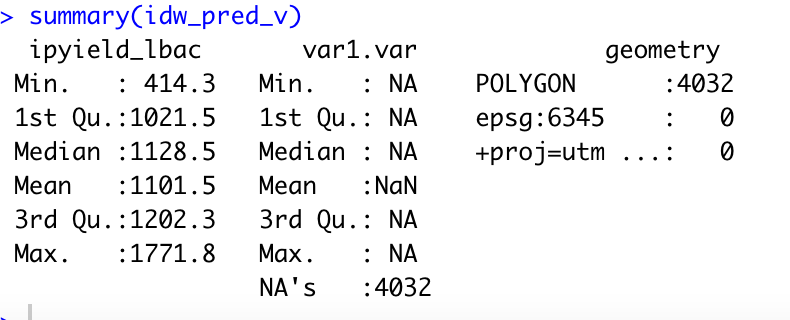 > summary(idw_pred_v)
  ipyield_lbac       var1.var             geometry
 Min.   : 414.3   Min.   : NA    POLYGON      :4032
 1st Qu.:1021.5   1st Qu.: NA    epsg:6345    :   0
 Median :1128.5   Median : NA    +proj=utm ...:   0
 Mean   :1101.5   Mean   :NaN
 3rd Qu.:1202.3   3rd Qu.: NA
 Max.   :1771.8   Max.   : NA
                  NA's   :4032
>